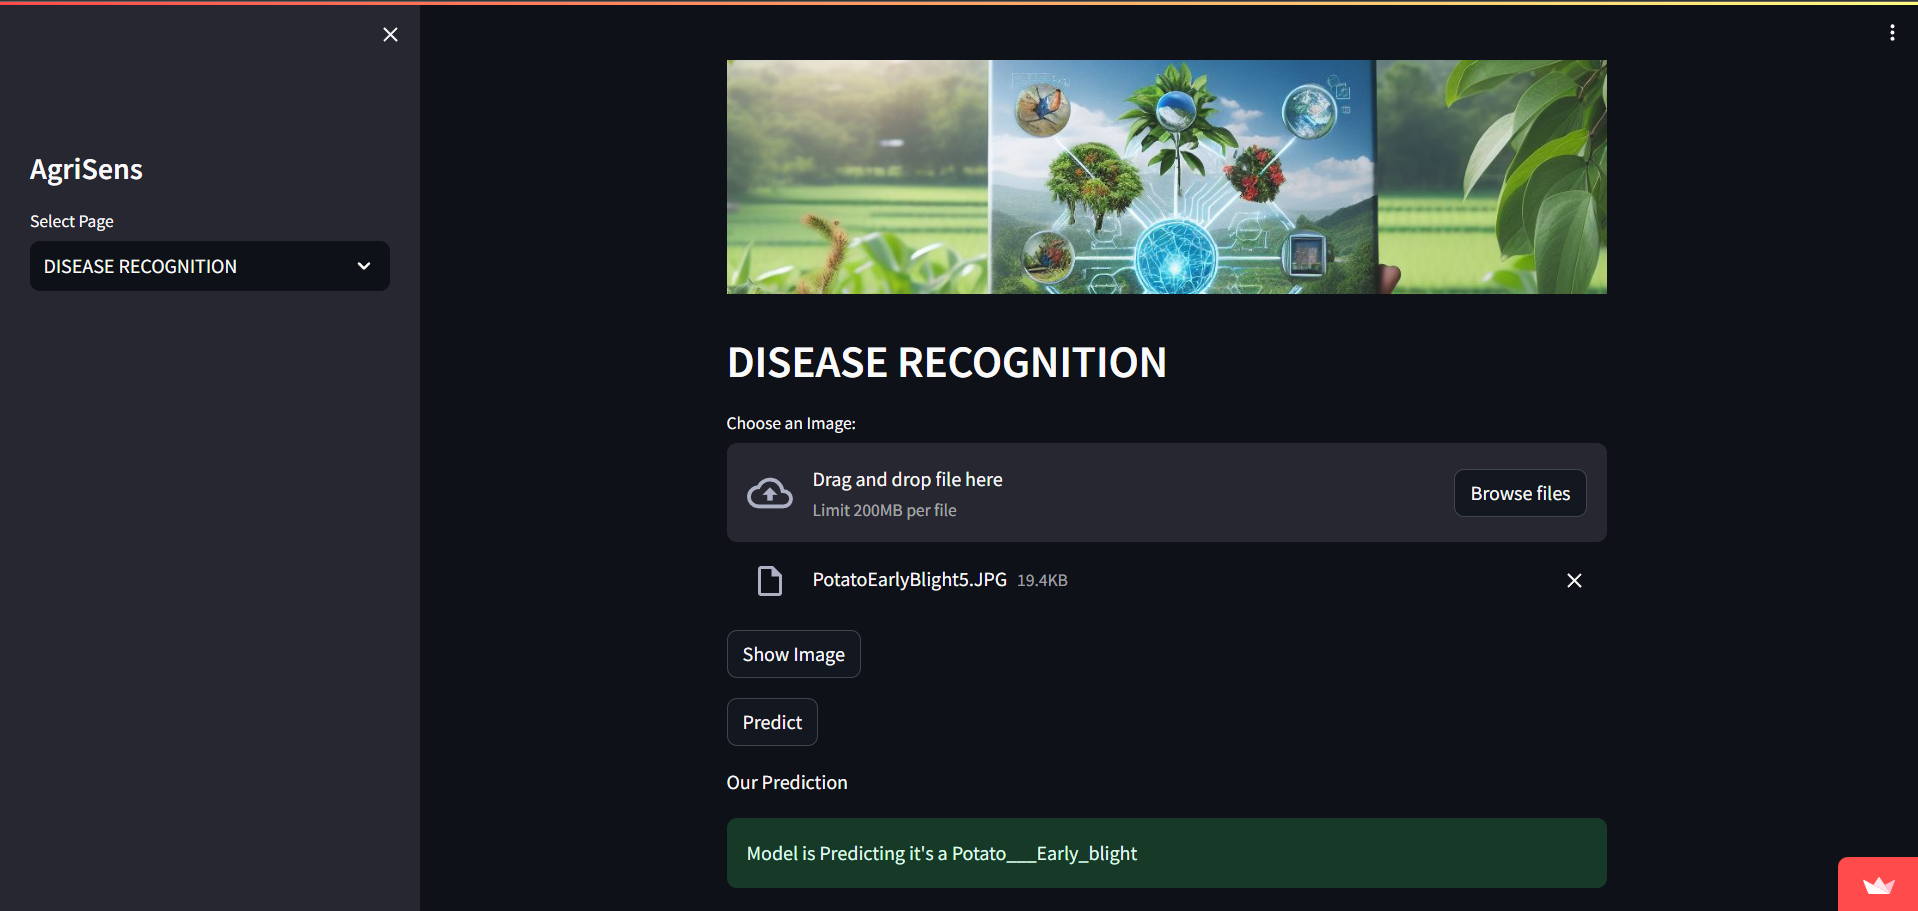 AgriSens
Select Page
DISEASE RECOGNITION
DISEASE RECOGNITION
Choose an Image:
Drag and drop file here
Limit 200MB per file
Browse files
PotatoEarlyBlight5.JPG 19.4KB
Show Image
Predict
Our Prediction
Model is Predicting it's a Potato___Early_blight